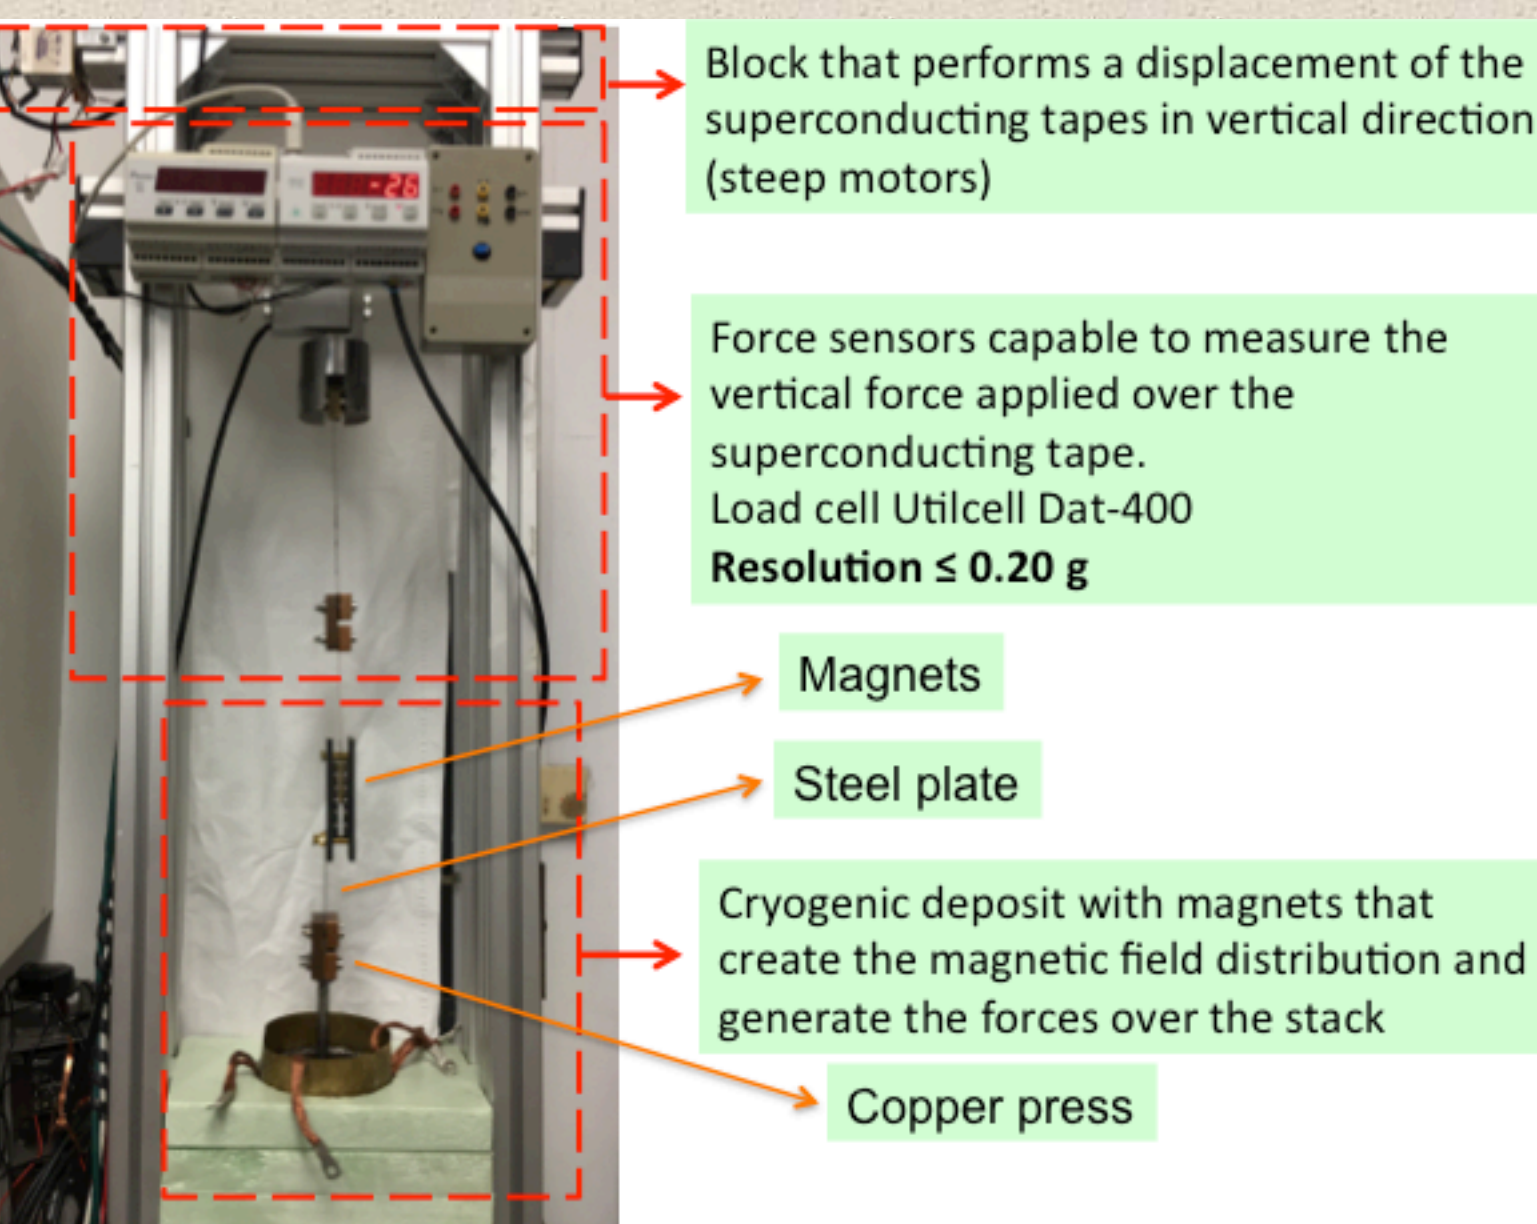 Block that performs a displacement of the
superconducting tapes in vertical direction
(steep motors)
-26
Force sensors capable to measure the
vertical force applied over the
superconducting tape.
Load cell Utilcell Dat-400
Resolution ≤ 0.20 g
Magnets
Steel plate
Cryogenic deposit with magnets that
create the magnetic field distribution and
generate the forces over the stack
Copper press